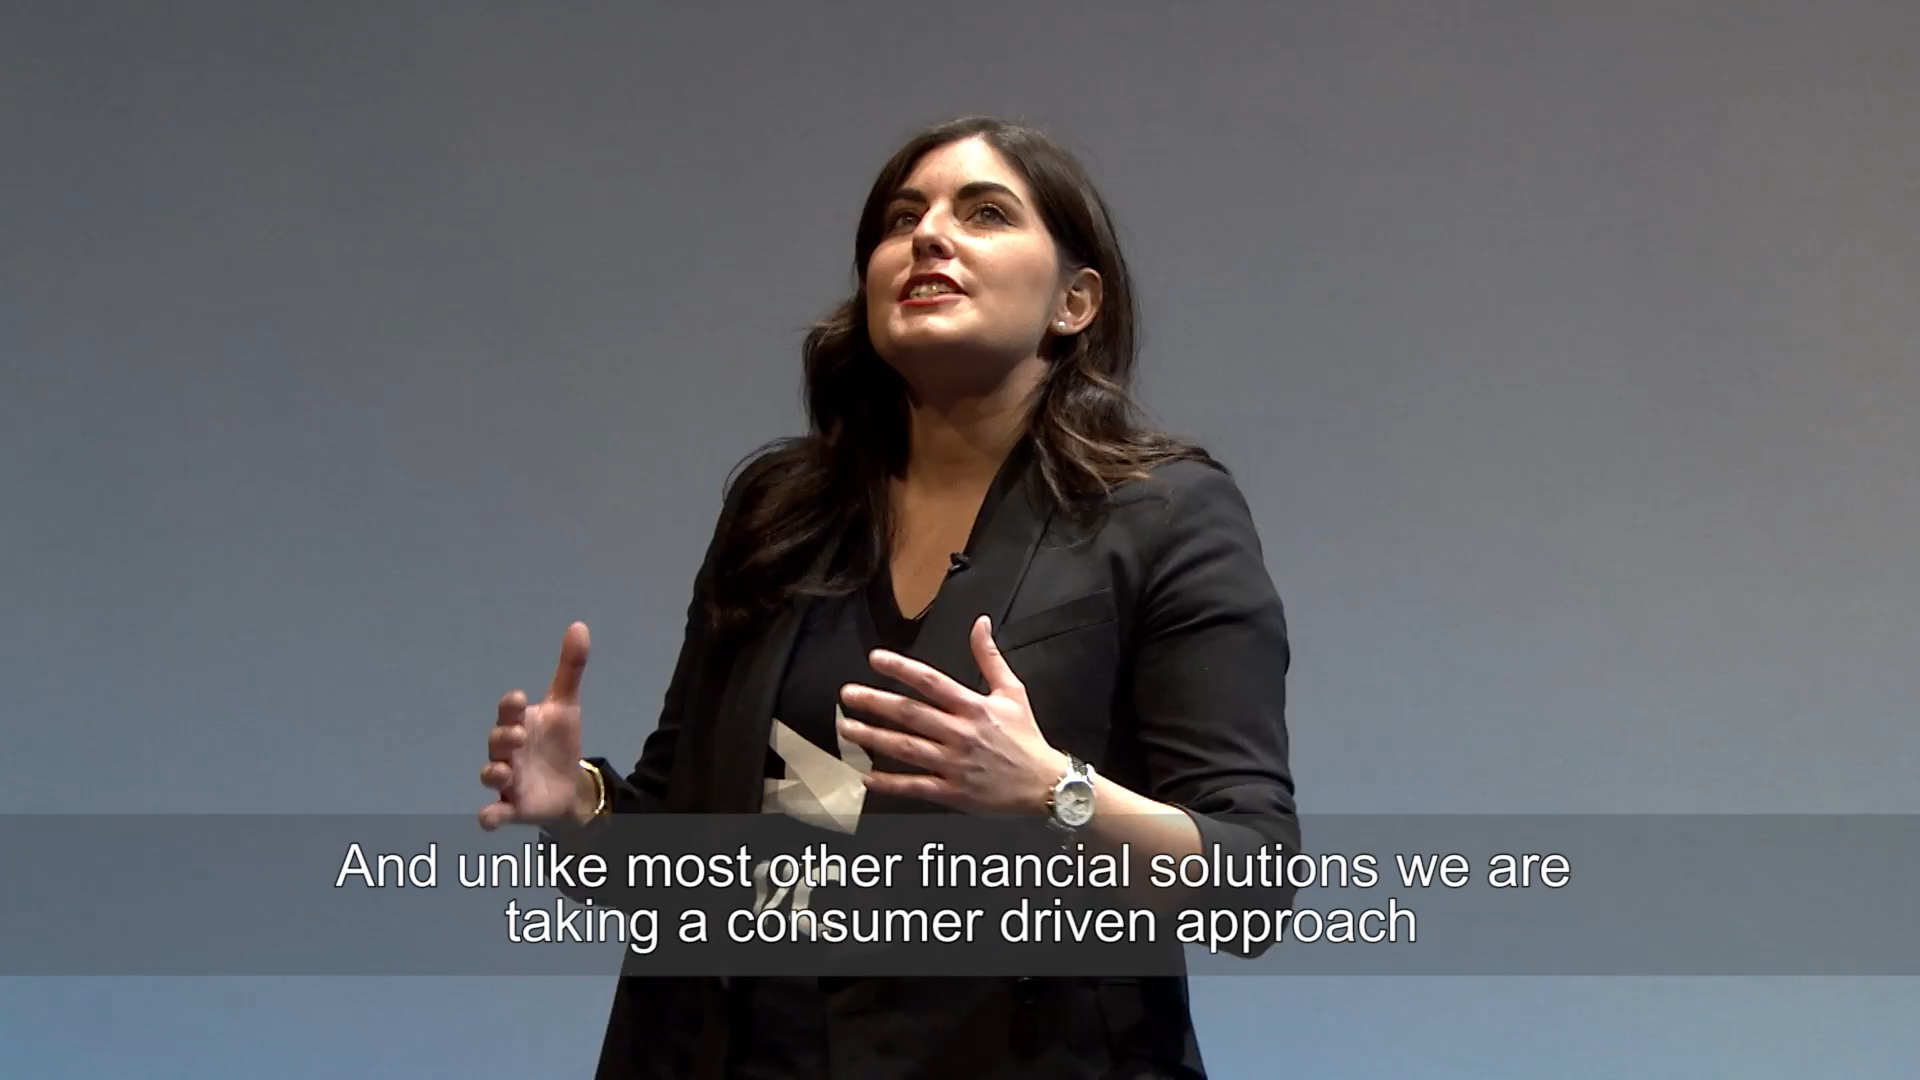 And unlike most other financial solutions we are
taking a consumer driven approach